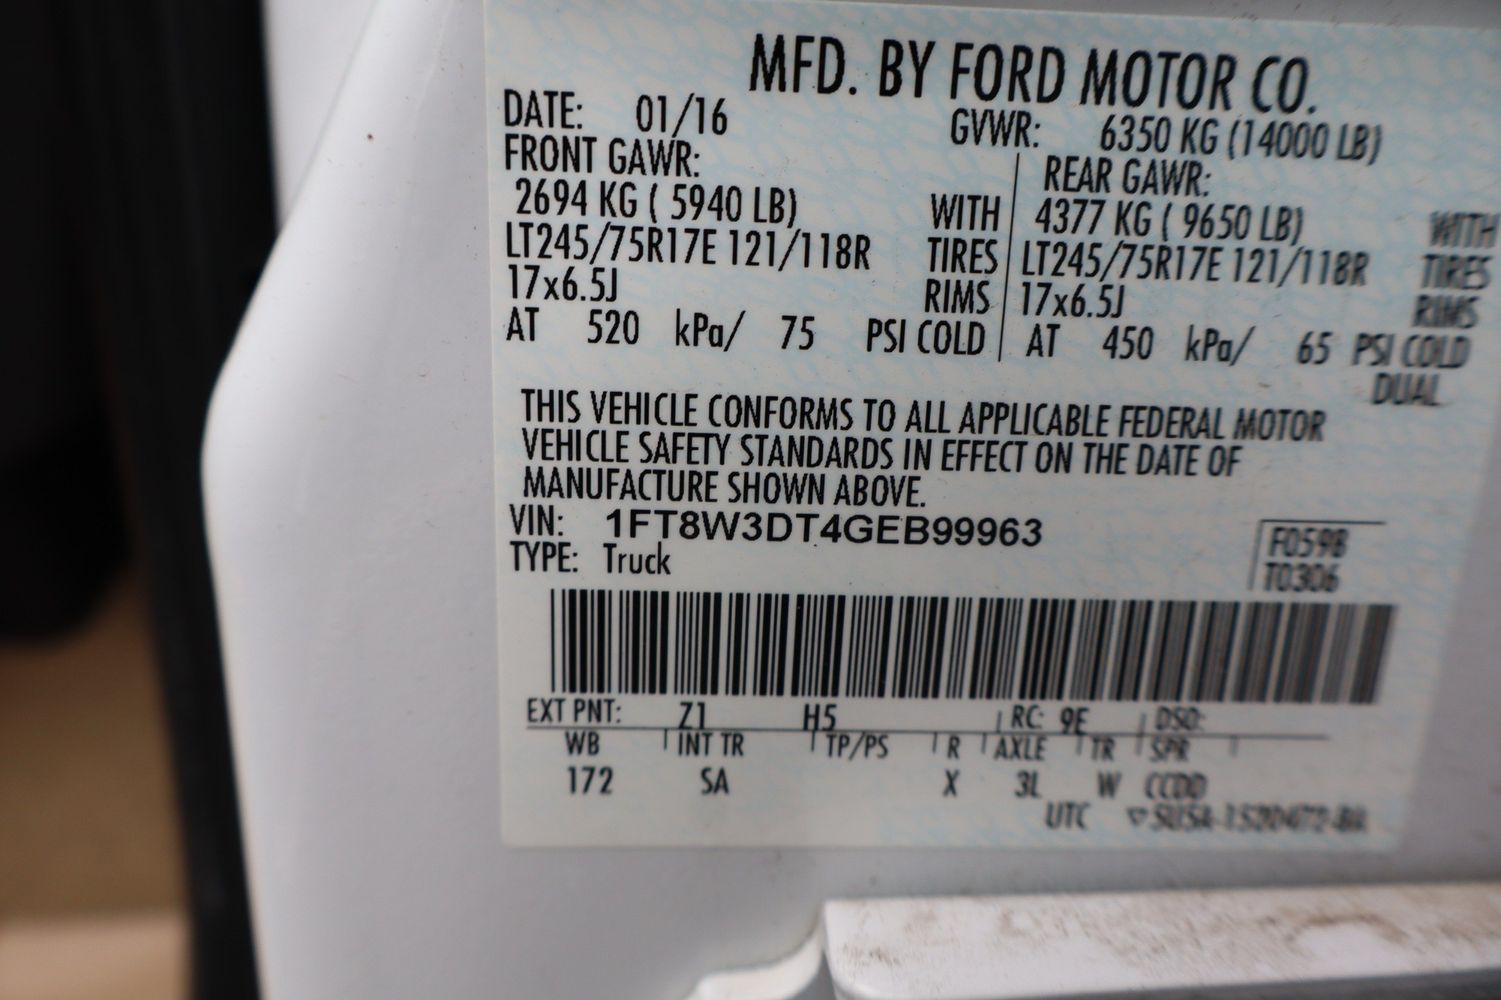 MFD. BY FORD MOTOR CO.
DATE: 01/16 GVWR: 6350 KG (14000 LB)
FRONT GAWR: REAR GAWR:
2694 KG ( 5940 LB) WITH 4377 KG ( 9650 LB) WITH
LT245/75R17E 121/118R TIRES LT245/75R17E 121/118R TIRES
17x6.5J RIMS 17x6.5J RIMS
AT 520 kPa/ 75 PSI COLD AT 450 kPa/ 65 PSI COLD
DUAL
THIS VEHICLE CONFORMS TO ALL APPLICABLE FEDERAL MOTOR
VEHICLE SAFETY STANDARDS IN EFFECT ON THE DATE OF
MANUFACTURE SHOWN ABOVE.
VIN: 1FT8W3DT4GEB99963
F0598
TYPE: Truck
T0306
EXT PNT: Z1 H5 RC: 9E DSO:
WB INT TR TP/PS R AXLE TR SPR
172 SA X 3L W CCDD
UTC